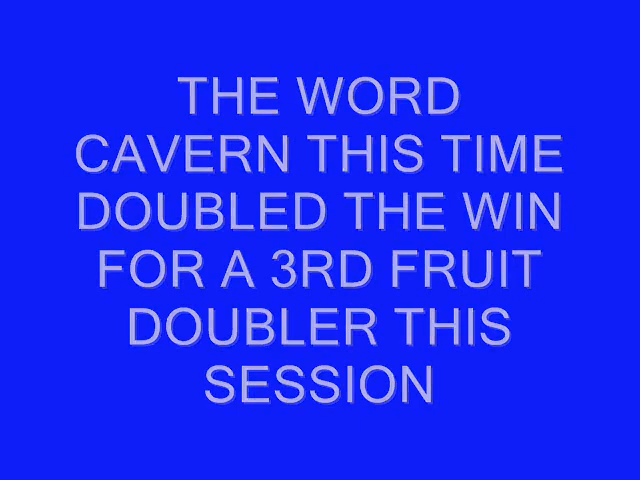 THE WORD
CAVERN THIS TIME
DOUBLED THE WIN
FOR A 3RD FRUIT
DOUBLER THIS
SESSION